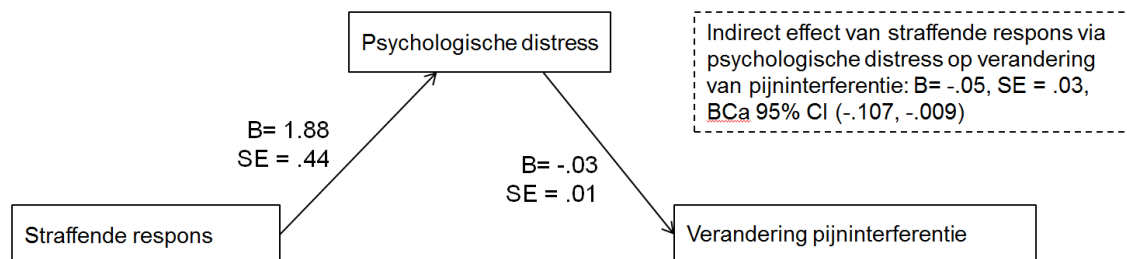 Psychologische distress
Indirect effect van straffende respons via
psychologische distress op verandering
van pijninterferentie: B= -.05, SE = .03,
BCa 95% CI (-.107, -.009)
B= 1.88
SE = .44
B= -.03
SE = .01
Straffende respons
Verandering pijninterferentie